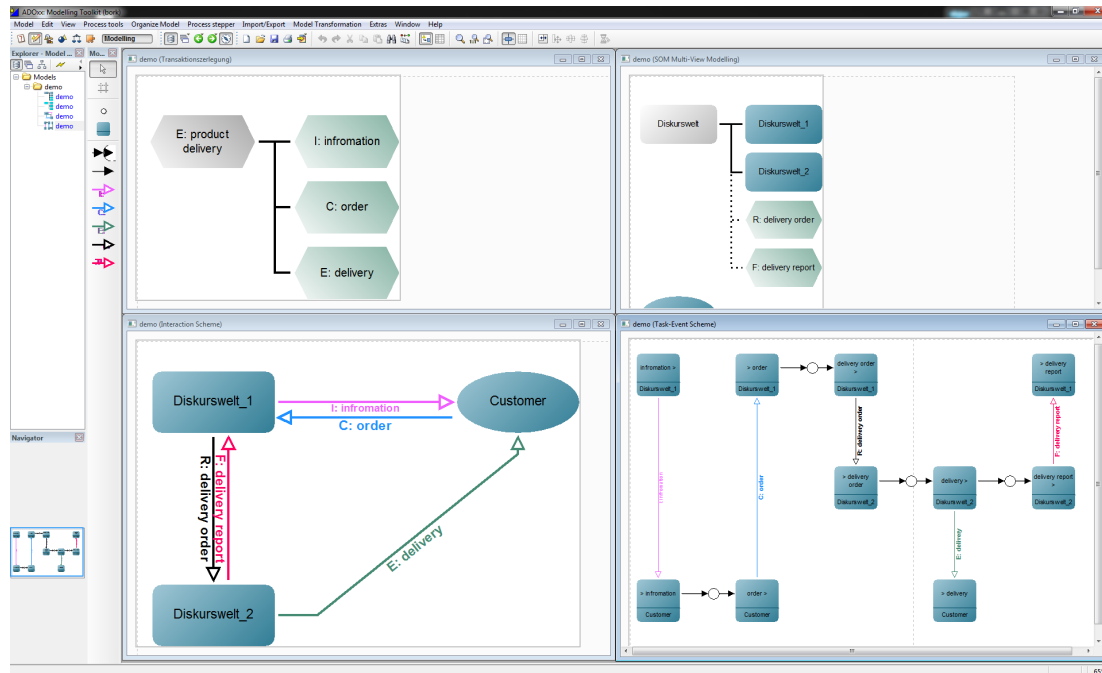 ADOxx: Modelling Toolkit (bork)
Model Edit View Process tools Organize Model Process stepper Import/Export Model Transformation Extras Window Help
Modelling
Explorer - Model ...
Mo...
Models
demo
demo
demo
demo
demo
Navigator
demo (Transaktionszerlegung)
E: product
delivery
I: infromation
C: order
E: delivery
demo (SOM Multi-View Modelling)
Diskurswelt
Diskurswelt_1
Diskurswelt_2
R: delivery order
F: delivery report
demo (Interaction Scheme)
Diskurswelt_1
Customer
I: infromation
C: order
R: delivery order
F: delivery report
E: delivery
Diskurswelt_2
demo (Task-Event Scheme)
infromation >
Diskurswelt_1
> order
Diskurswelt_1
delivery order
>
Diskurswelt_1
> delivery
report
Diskurswelt_1
I: infromation
C: order
R: delivery order
F: delivery report
> delivery
order
Diskurswelt_2
delivery >
Diskurswelt_2
delivery report
>
Diskurswelt_2
E: delivery
> infromation
Customer
order >
Customer
> delivery
Customer